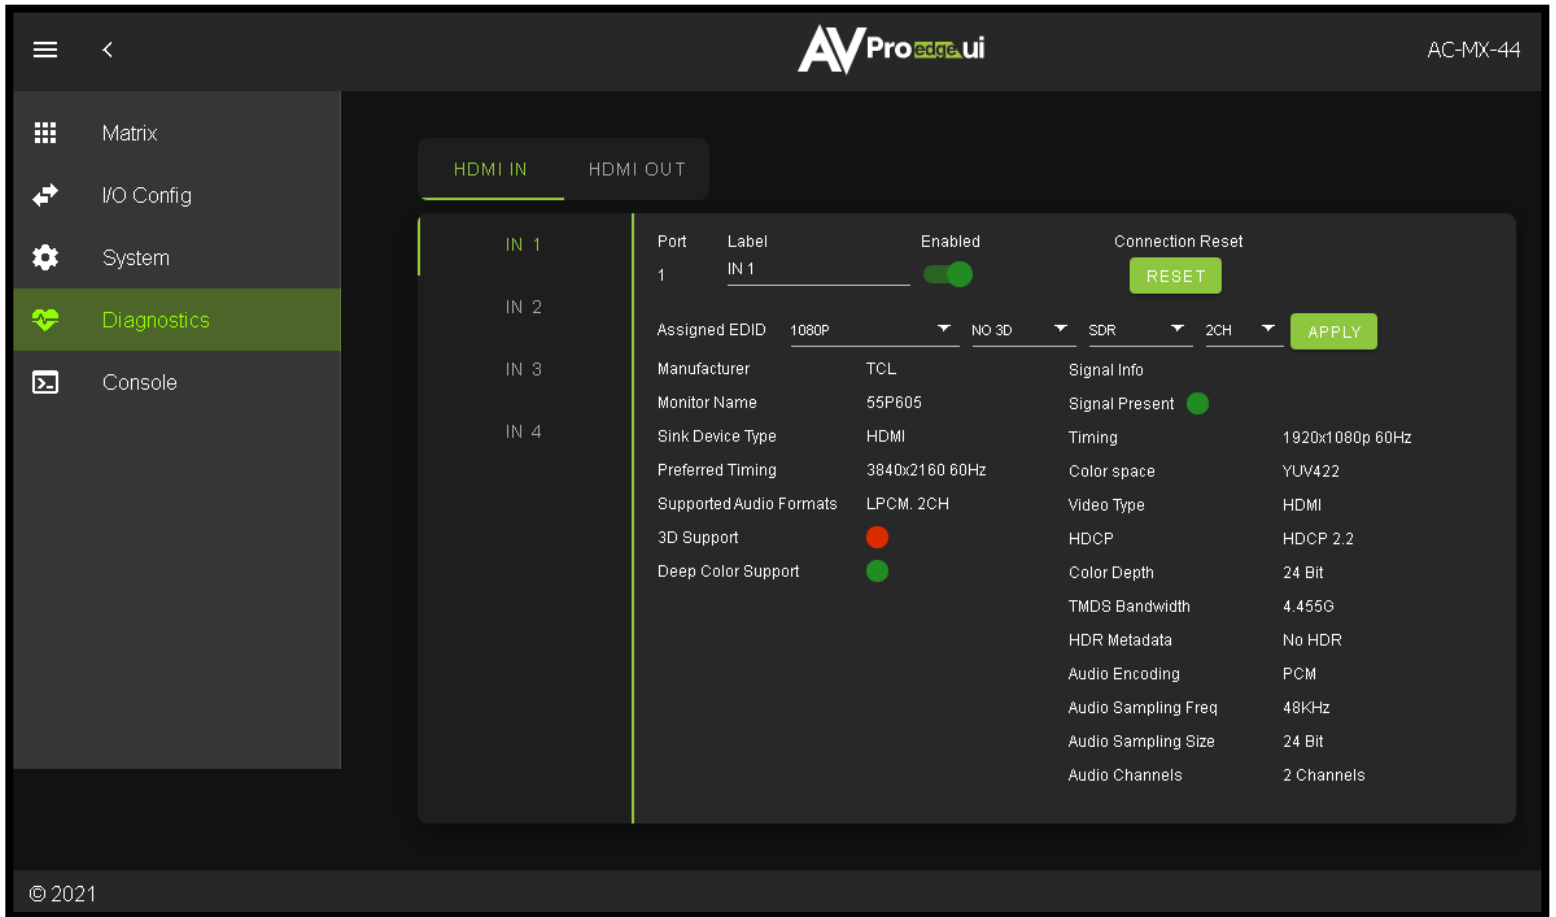 AVPro edge.ui
AC-MX-44
Matrix
I/O Config
System
Diagnostics
Console
HDMI IN HDMI OUT
IN 1
IN 2
IN 3
IN 4
Port Label Enabled Connection Reset
1 IN 1 RESET
Assigned EDID 1080P NO 3D SDR 2CH APPLY
Manufacturer TCL
Monitor Name 55P605
Sink Device Type HDMI
Preferred Timing 3840x2160 60Hz
Supported Audio Formats LPCM. 2CH
3D Support
Deep Color Support
Signal Info
Signal Present
Timing 1920x1080p 60Hz
Color space YUV422
Video Type HDMI
HDCP HDCP 2.2
Color Depth 24 Bit
TMDS Bandwidth 4.455G
HDR Metadata No HDR
Audio Encoding PCM
Audio Sampling Freq 48KHz
Audio Sampling Size 24 Bit
Audio Channels 2 Channels
© 2021